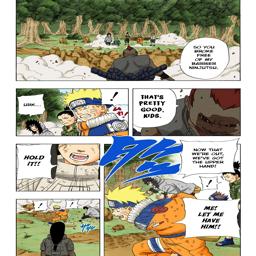 SO YOU
BROKE
FREE OF
MY BARRIER
NINJUTSU.
THAT'S
PRETTY
GOOD,
KIDS.
!
UGH...
NOW THAT
WE'RE OUT,
WE'VE GOT
THE UPPER
HAND!
HOLD
IT!!
!
ME!
LET ME
HAVE
HIM!!